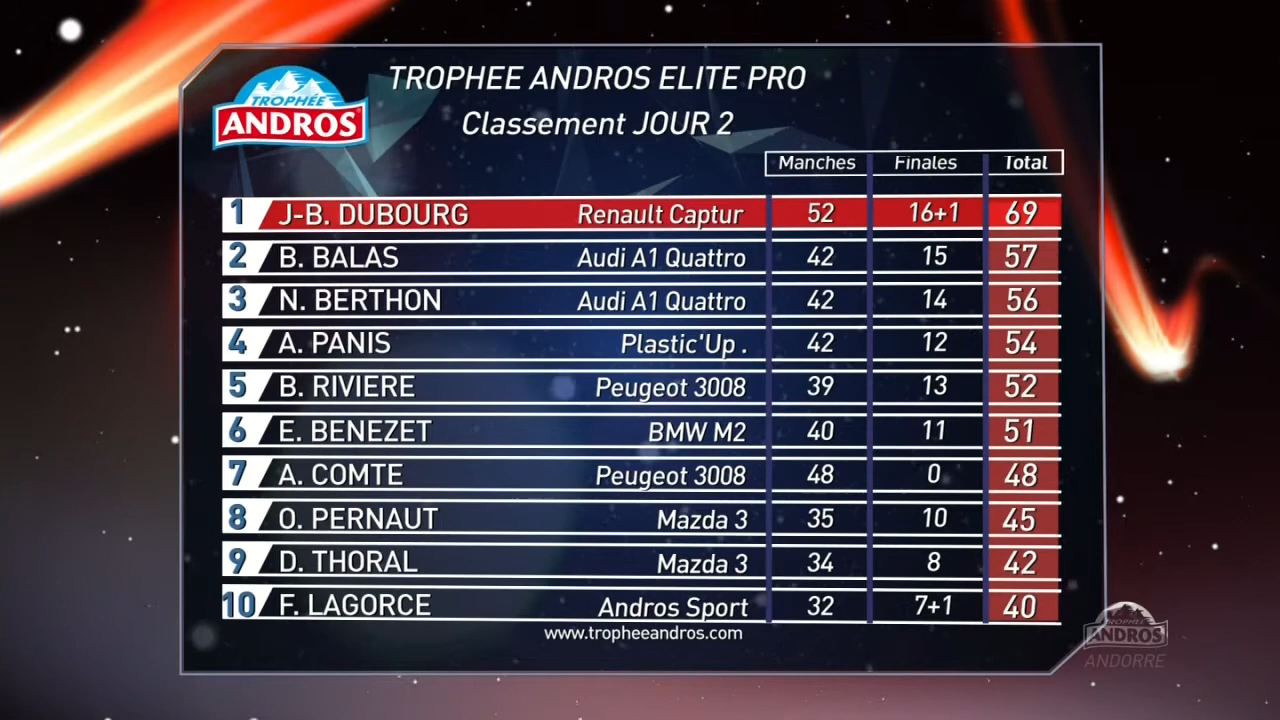 TROPHEE ANDROS ELITE PRO
TROPHÉE
ANDROS
Classement JOUR 2
Manches Finales Total
1 J-B. DUBOURG Renault Captur 52 16+1 69
2 B. BALAS Audi A1 Quattro 42 15 57
3 N. BERTHON Audi A1 Quattro 42 14 56
4 A. PANIS Plastic'Up . 42 12 54
5 B. RIVIERE Peugeot 3008 39 13 52
6 E. BENEZET BMW M2 40 11 51
7 A. COMTE Peugeot 3008 48 0 48
8 O. PERNAUT Mazda 3 35 10 45
9 D. THORAL Mazda 3 34 8 42
10 F. LAGORCE Andros Sport 32 7+1 40
www.tropheeandros.com
TROPHÉE
ANDROS
ANDORRE